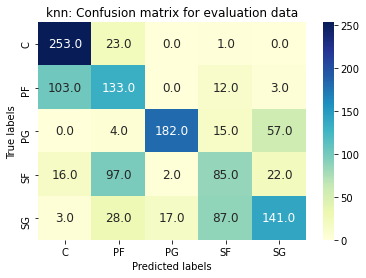 knn: Confusion matrix for evaluation data
C 253.0 23.0 0.0 1.0 0.0
PF 103.0 133.0 0.0 12.0 3.0
PG 0.0 4.0 182.0 15.0 57.0
SF 16.0 97.0 2.0 85.0 22.0
SG 3.0 28.0 17.0 87.0 141.0
C PF PG SF SG
True labels
Predicted labels
250
200
150
100
50
0